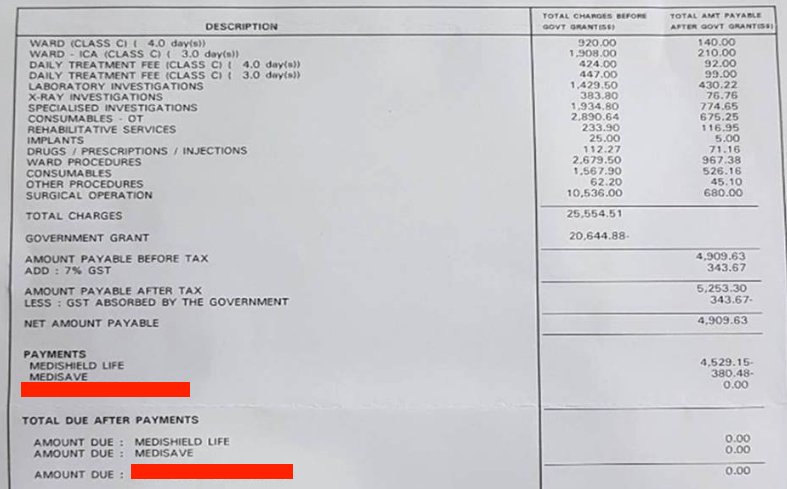 DESCRIPTION TOTAL CHARGES BEFORE GOVT GRANT(S$) TOTAL AMT PAYABLE AFTER GOVT GRANT(S$)
WARD (CLASS C) ( 4.0 day(s)) 920.00 140.00
WARD - ICA (CLASS C) ( 3.0 day(s)) 1,908.00 210.00
DAILY TREATMENT FEE (CLASS C) ( 4.0 day(s)) 424.00 92.00
DAILY TREATMENT FEE (CLASS C) ( 3.0 day(s)) 447.00 99.00
LABORATORY INVESTIGATIONS 1,429.50 430.22
X-RAY INVESTIGATIONS 383.80 76.76
SPECIALISED INVESTIGATIONS 1,934.80 774.65
CONSUMABLES - OT 2,890.64 675.25
REHABILITATIVE SERVICES 233.90 116.95
IMPLANTS 25.00 5.00
DRUGS / PRESCRIPTIONS / INJECTIONS 112.27 71.16
WARD PROCEDURES 2,679.50 967.38
CONSUMABLES 1,567.90 526.16
OTHER PROCEDURES 62.20 45.10
SURGICAL OPERATION 10,536.00 680.00
TOTAL CHARGES 25,554.51
GOVERNMENT GRANT 20,644.88-
AMOUNT PAYABLE BEFORE TAX 4,909.63
ADD : 7% GST 343.67
AMOUNT PAYABLE AFTER TAX 5,253.30
LESS : GST ABSORBED BY THE GOVERNMENT 343.67-
NET AMOUNT PAYABLE 4,909.63
PAYMENTS
MEDISHIELD LIFE 4,529.15-
MEDISAVE 380.48-
0.00
TOTAL DUE AFTER PAYMENTS
AMOUNT DUE : MEDISHIELD LIFE 0.00
AMOUNT DUE : MEDISAVE 0.00
AMOUNT DUE : 0.00